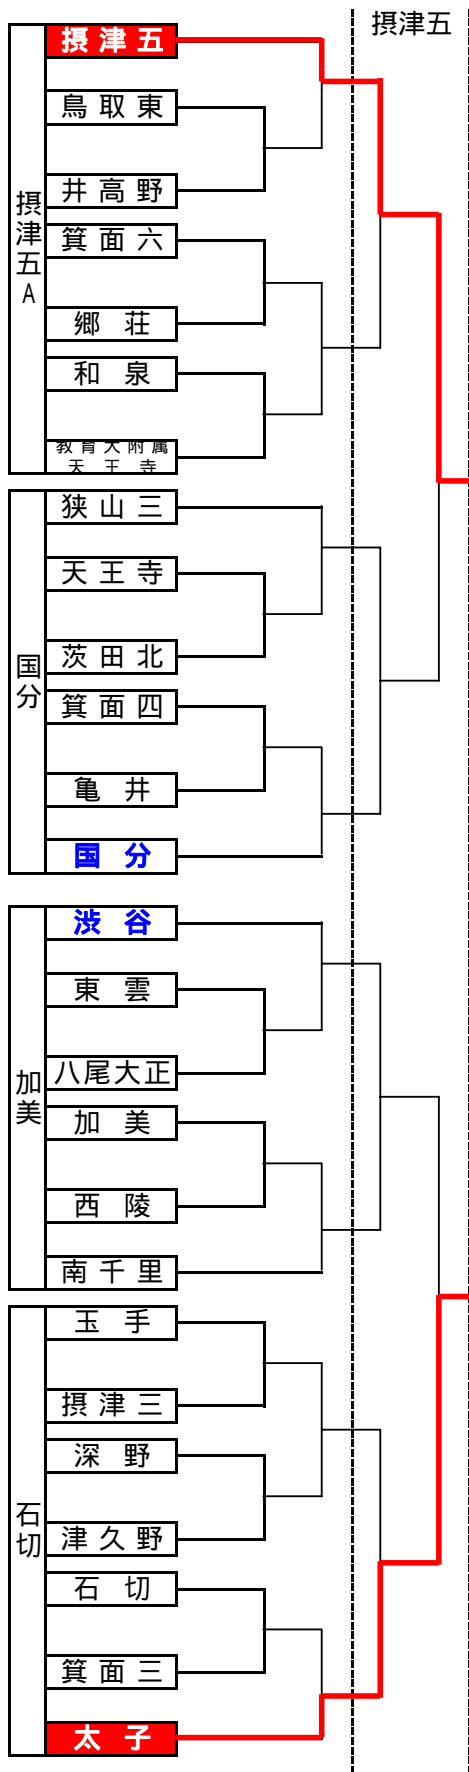 摂津五
摂津五A
摂津五
鳥取東
井高野
箕面六
郷荘
和泉
教育大附属
天王寺
国分
狭山三
天王寺
茨田北
箕面四
亀井
国分
加美
渋谷
東雲
八尾大正
加美
西陵
南千里
石切
玉手
摂津三
深野
津久野
石切
箕面三
太子